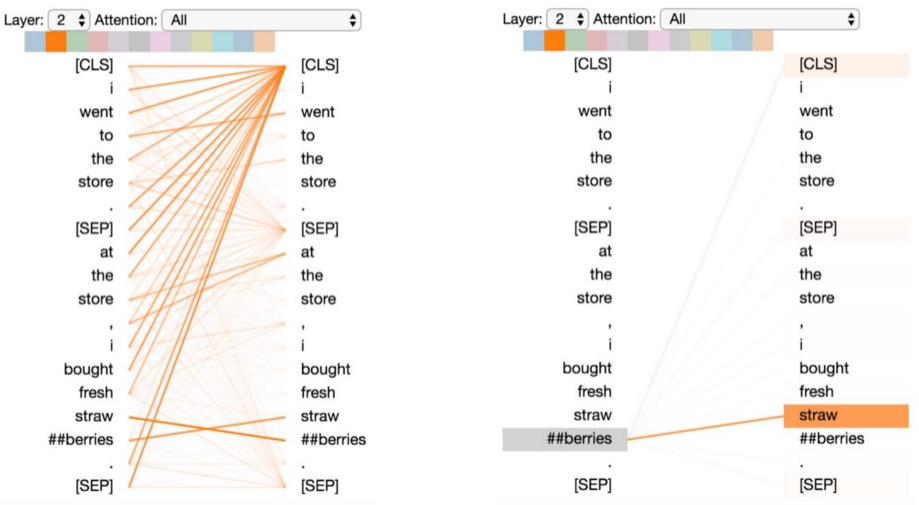 Layer: 2 Attention: All
[CLS] [CLS]
i i
went went
to to
the the
store store
. .
[SEP] [SEP]
at at
the the
store store
, ,
i i
bought bought
fresh fresh
straw straw
##berries ##berries
. .
[SEP] [SEP]
Layer: 2 Attention: All
[CLS] [CLS]
i i
went went
to to
the the
store store
. .
[SEP] [SEP]
at at
the the
store store
, ,
i i
bought bought
fresh fresh
straw straw
##berries ##berries
. .
[SEP] [SEP]